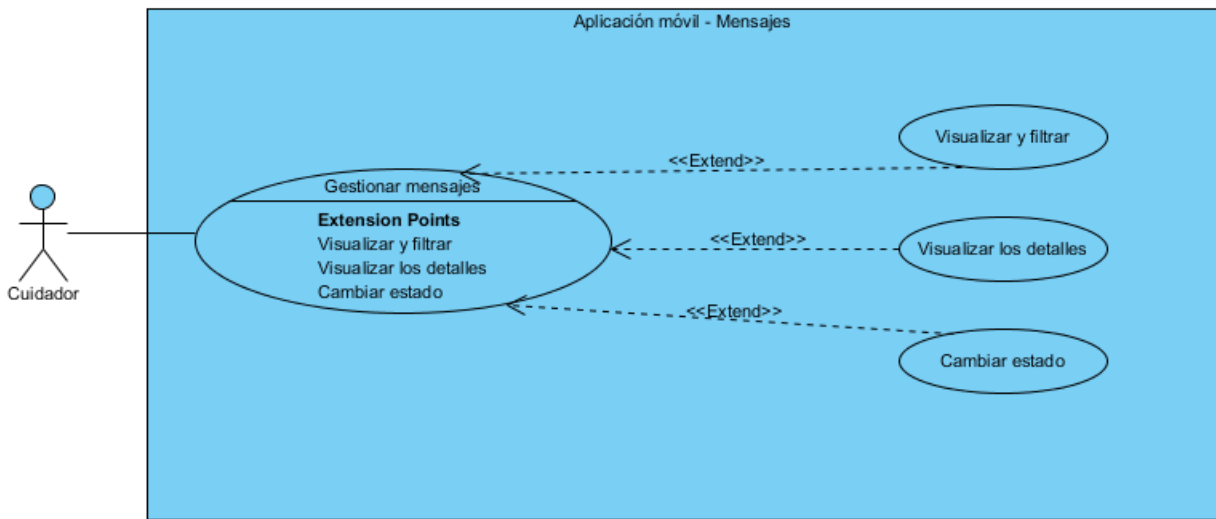 Aplicación móvil - Mensajes
Visualizar y filtrar
<<Extend>>
Gestionar mensajes
Extension Points
Visualizar y filtrar
Visualizar los detalles
Cambiar estado
<<Extend>>
Visualizar los detalles
Cuidador
<<Extend>>
Cambiar estado